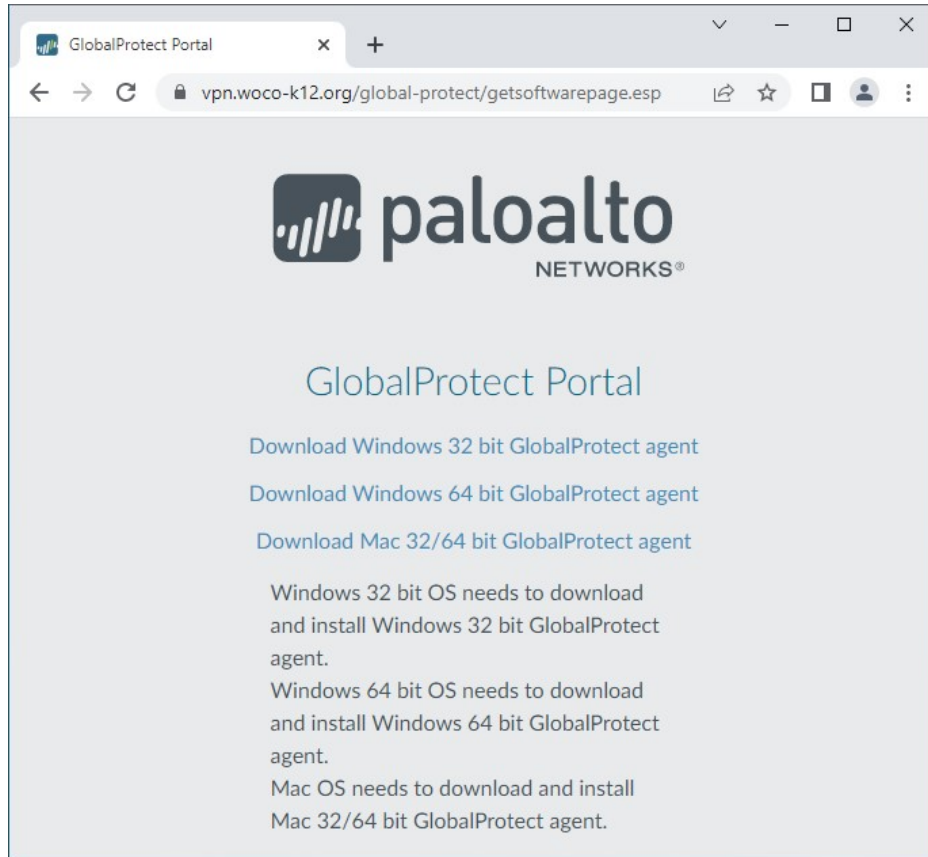 GlobalProtect Portal
vpn.woco-k12.org/global-protect/getsoftwarepage.esp
paloalto
NETWORKS®
GlobalProtect Portal
Download Windows 32 bit GlobalProtect agent
Download Windows 64 bit GlobalProtect agent
Download Mac 32/64 bit GlobalProtect agent
Windows 32 bit OS needs to download
and install Windows 32 bit GlobalProtect
agent.
Windows 64 bit OS needs to download
and install Windows 64 bit GlobalProtect
agent.
Mac OS needs to download and install
Mac 32/64 bit GlobalProtect agent.